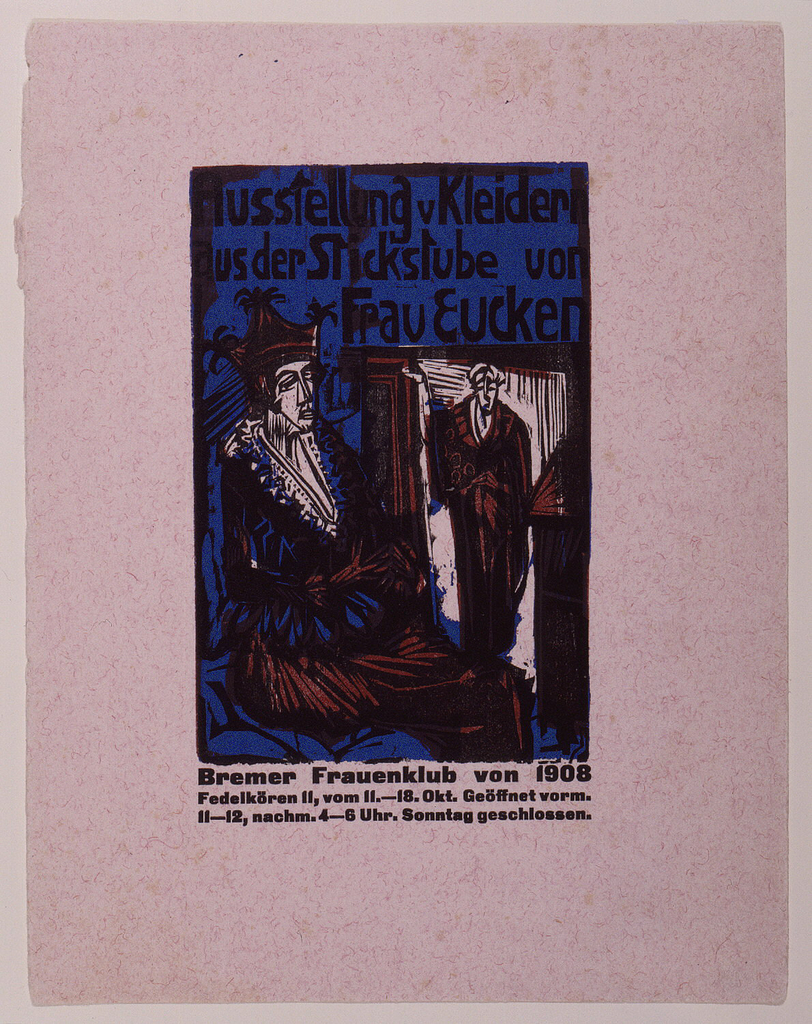 Ausstellung v Kleidern
aus der Stickstube von
Frau Eucken
Bremer Frauenklub von 1908
Fedelkören 11, vom 11.—18. Okt. Geöffnet vorm.
11—12, nachm. 4—6 Uhr. Sonntag geschlossen.